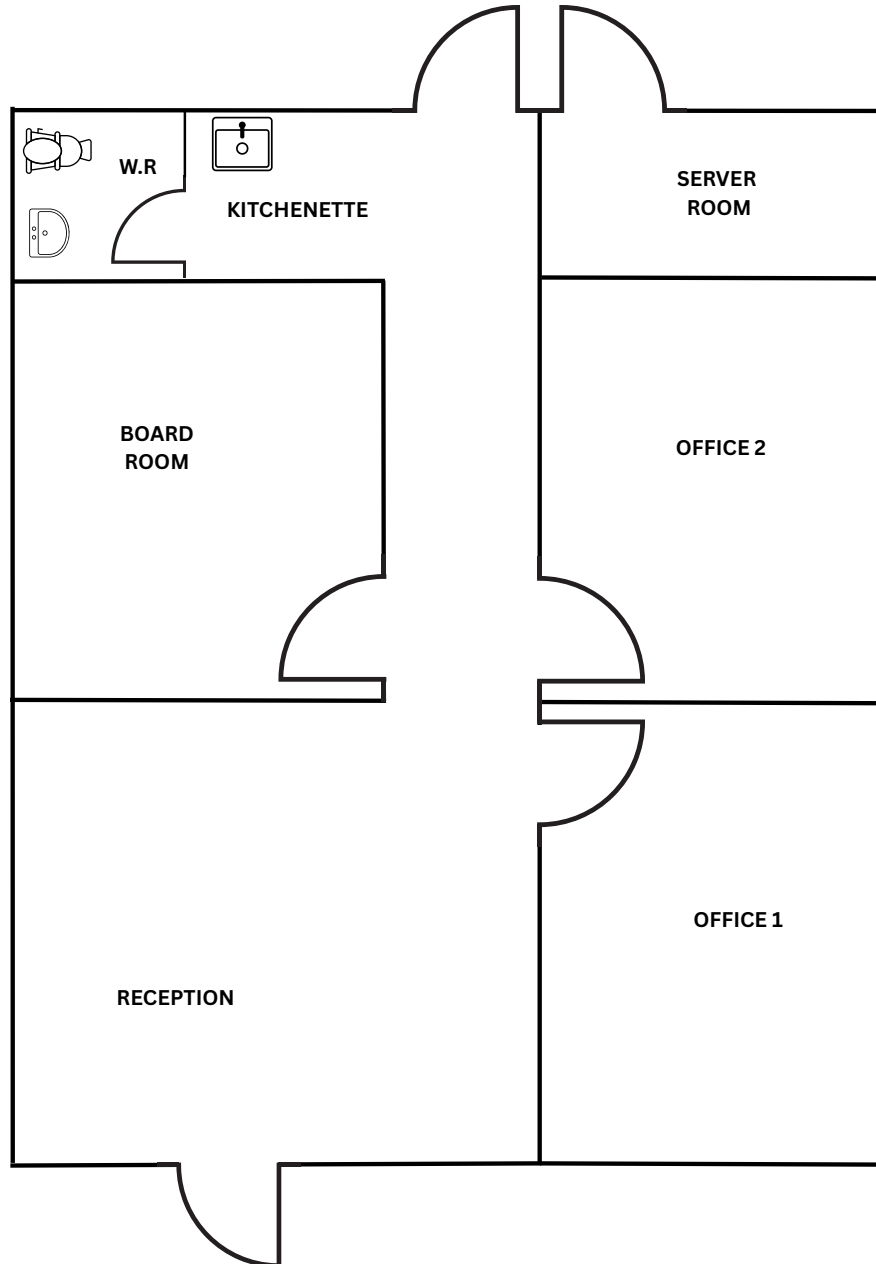 W.R
KITCHENETTE
SERVER
ROOM
BOARD
ROOM
OFFICE 2
OFFICE 1
RECEPTION